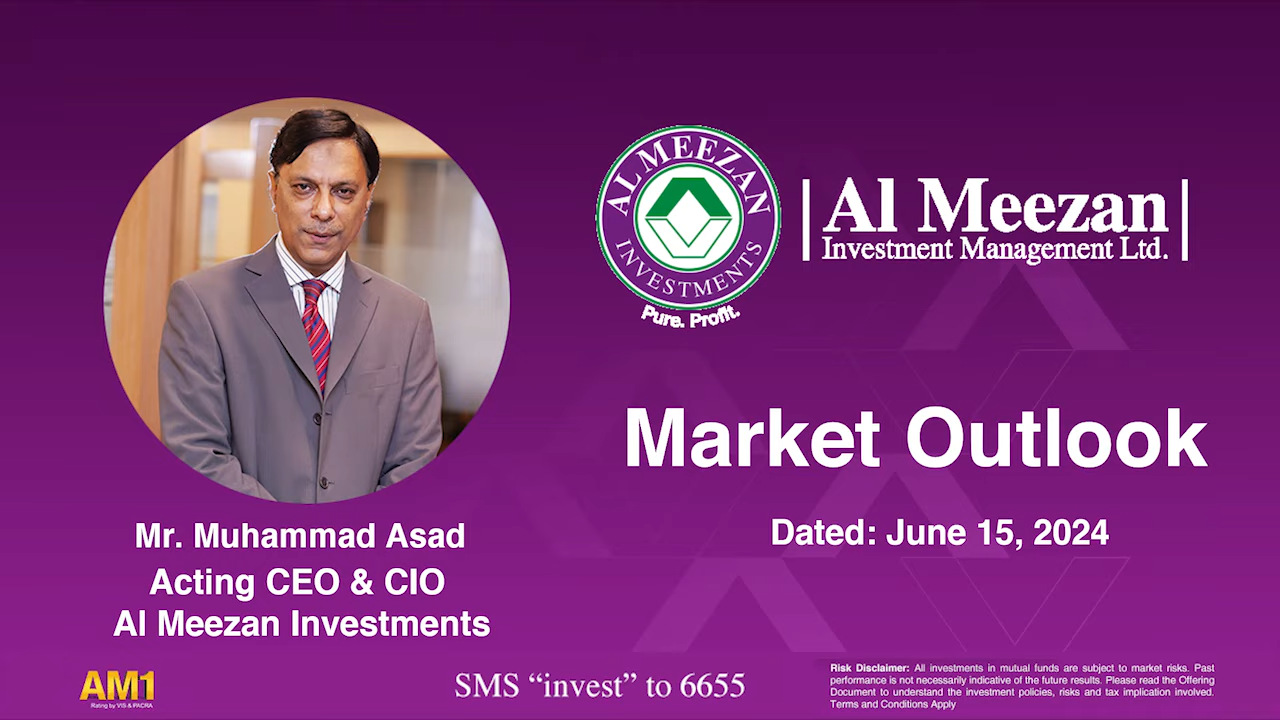 AL MEEZAN
INVESTMENTS
Pure. Profit.
Al Meezan
Investment Management Ltd.
Market Outlook
Dated: June 15, 2024
Mr. Muhammad Asad
Acting CEO & CIO
Al Meezan Investments
AM1
Rating by VIS & PACRA
SMS “invest” to 6655
Risk Disclaimer: All investments in mutual funds are subject to market risks. Past
performance is not necessarily indicative of the future results. Please read the Offering
Document to understand the investment policies, risks and tax implication involved.
Terms and Conditions Apply